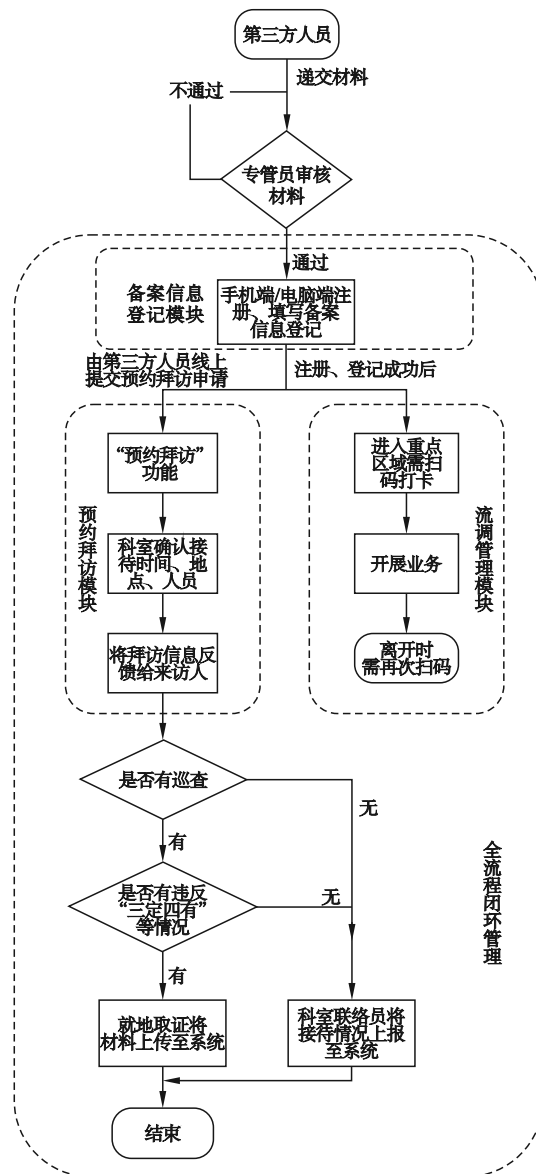 第三方人员
递交材料
不通过
专管员审核
材料
通过
备案信息
登记模块
手机端/电脑端注
册、填写备案
信息登记
由第三方人员线上
提交预约拜访申请
注册、登记成功后
“预约拜访”
功能
进入重点
区域需扫
码打卡
预约拜访模块
科室确认接
待时间、地
点、人员
开展业务
流调管理模块
将拜访信息反
馈给来访人
离开时
需再次扫码
是否有巡查
无
有
是否有违反
“三定四有”
等情况
无
全流程闭环管理
有
就地取证将
材料上传至系统
科室联络员将
接待情况上报
至系统
结束